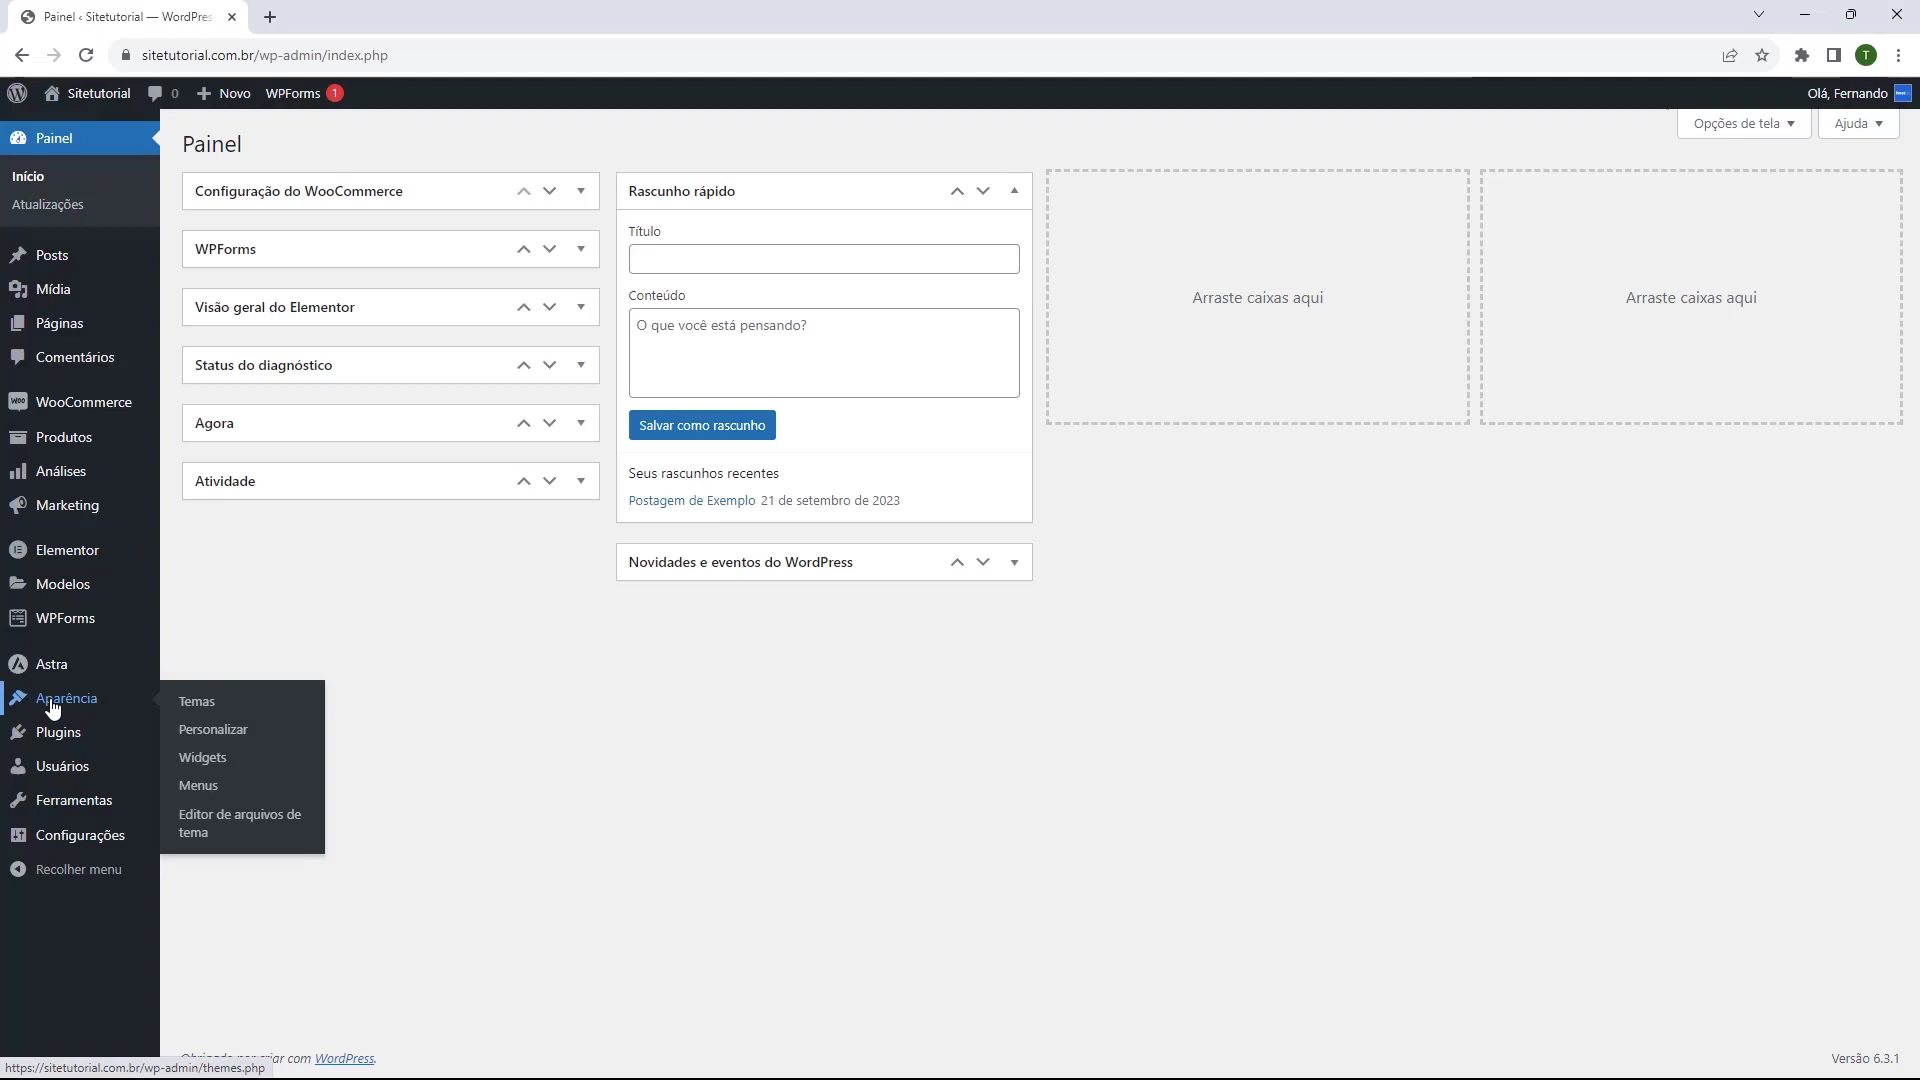 Painel ‹ Sitetutorial — WordPres
sitetutorial.com.br/wp-admin/index.php
T
Sitetutorial
0
Novo
WPForms
1
Olá, Fernando
Painel
Início
Atualizações
Posts
Mídia
Páginas
Comentários
WooCommerce
Produtos
Análises
Marketing
Elementor
Modelos
WPForms
Astra
Aparência
Plugins
Usuários
Ferramentas
Configurações
Recolher menu
Temas
Personalizar
Widgets
Menus
Editor de arquivos de
tema
Painel
Opções de tela
Ajuda
Configuração do WooCommerce
WPForms
Visão geral do Elementor
Status do diagnóstico
Agora
Atividade
Rascunho rápido
Título
Conteúdo
O que você está pensando?
Salvar como rascunho
Seus rascunhos recentes
Postagem de Exemplo 21 de setembro de 2023
Novidades e eventos do WordPress
Arraste caixas aqui
Arraste caixas aqui
com WordPress.
Versão 6.3.1
https://sitetutorial.com.br/wp-admin/themes.php